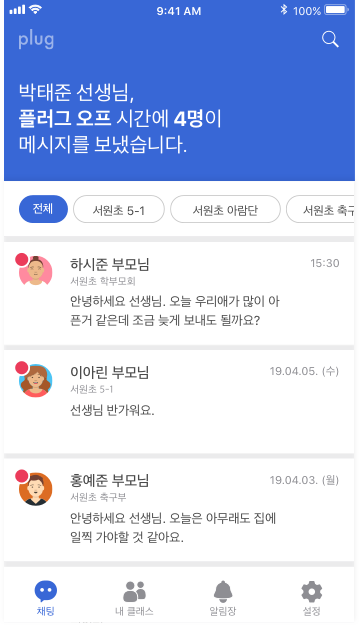 9:41 AM
100%
plug
박태준 선생님,
플러그 오프 시간에 4명이
메시지를 보냈습니다.
전체
서원초 5-1
서원초 아람단
서원초 축구
하시준 부모님
15:30
서원초 학부모회
안녕하세요 선생님. 오늘 우리애가 많이 아
픈거 같은데 조금 늦게 보내도 될까요?
이아린 부모님
19.04.05. (수)
서원초 5-1
선생님 반가워요.
홍예준 부모님
19.04.03. (월)
서원초 축구부
안녕하세요 선생님. 오늘은 아무래도 집에
일찍 가야할 것 같아요.
채팅
내 클래스
알림장
설정